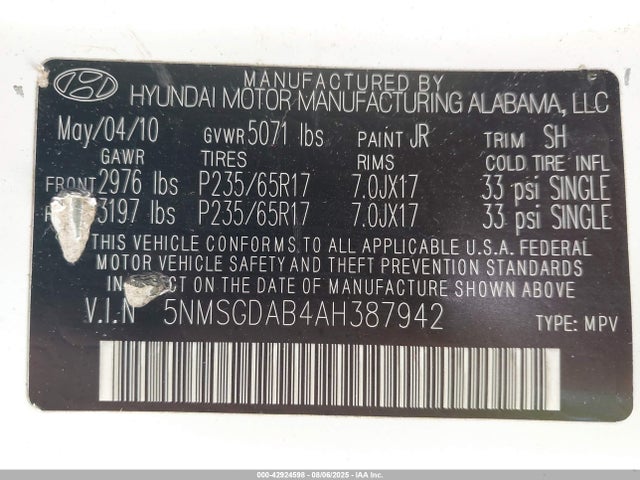 MANUFACTURED BY
HYUNDAI MOTOR MANUFACTURING ALABAMA, LLC
May/04/10 GVWR 5071 lbs PAINT JR TRIM SH
GAWR TIRES RIMS COLD TIRE INFL
FRONT 2976 lbs P235/65R17 7.0JX17 33 psi SINGLE
3197 lbs P235/65R17 7.0JX17 33 psi SINGLE
THIS VEHICLE CONFORMS TO ALL APPLICABLE U.S.A. FEDERAL
MOTOR VEHICLE SAFETY AND THEFT PREVENTION STANDARDS
IN EFFECT ON THE DATE OF MANUFACTURE SHOWN ABOVE
V.I.N 5NMSGDAB4AH387942 TYPE: MPV
000-42924598 - 08/06/2025 - IAA Inc.